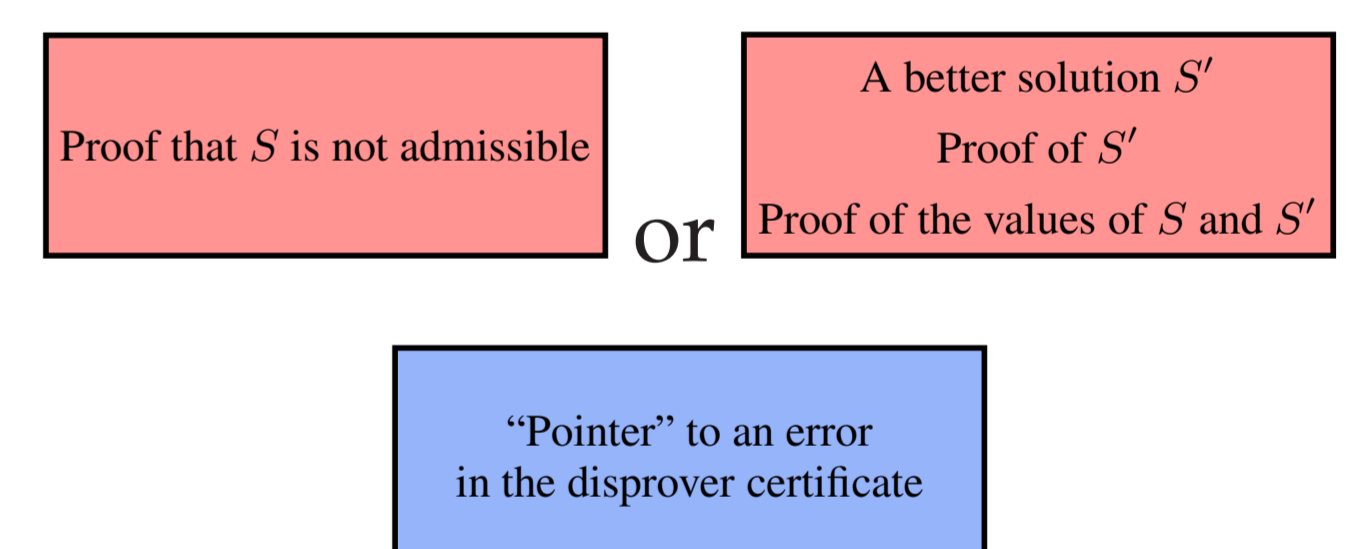 Proof that S is not admissible
or
A better solution S′
Proof of S′
Proof of the values of S and S′
“Pointer” to an error
in the disprover certificate